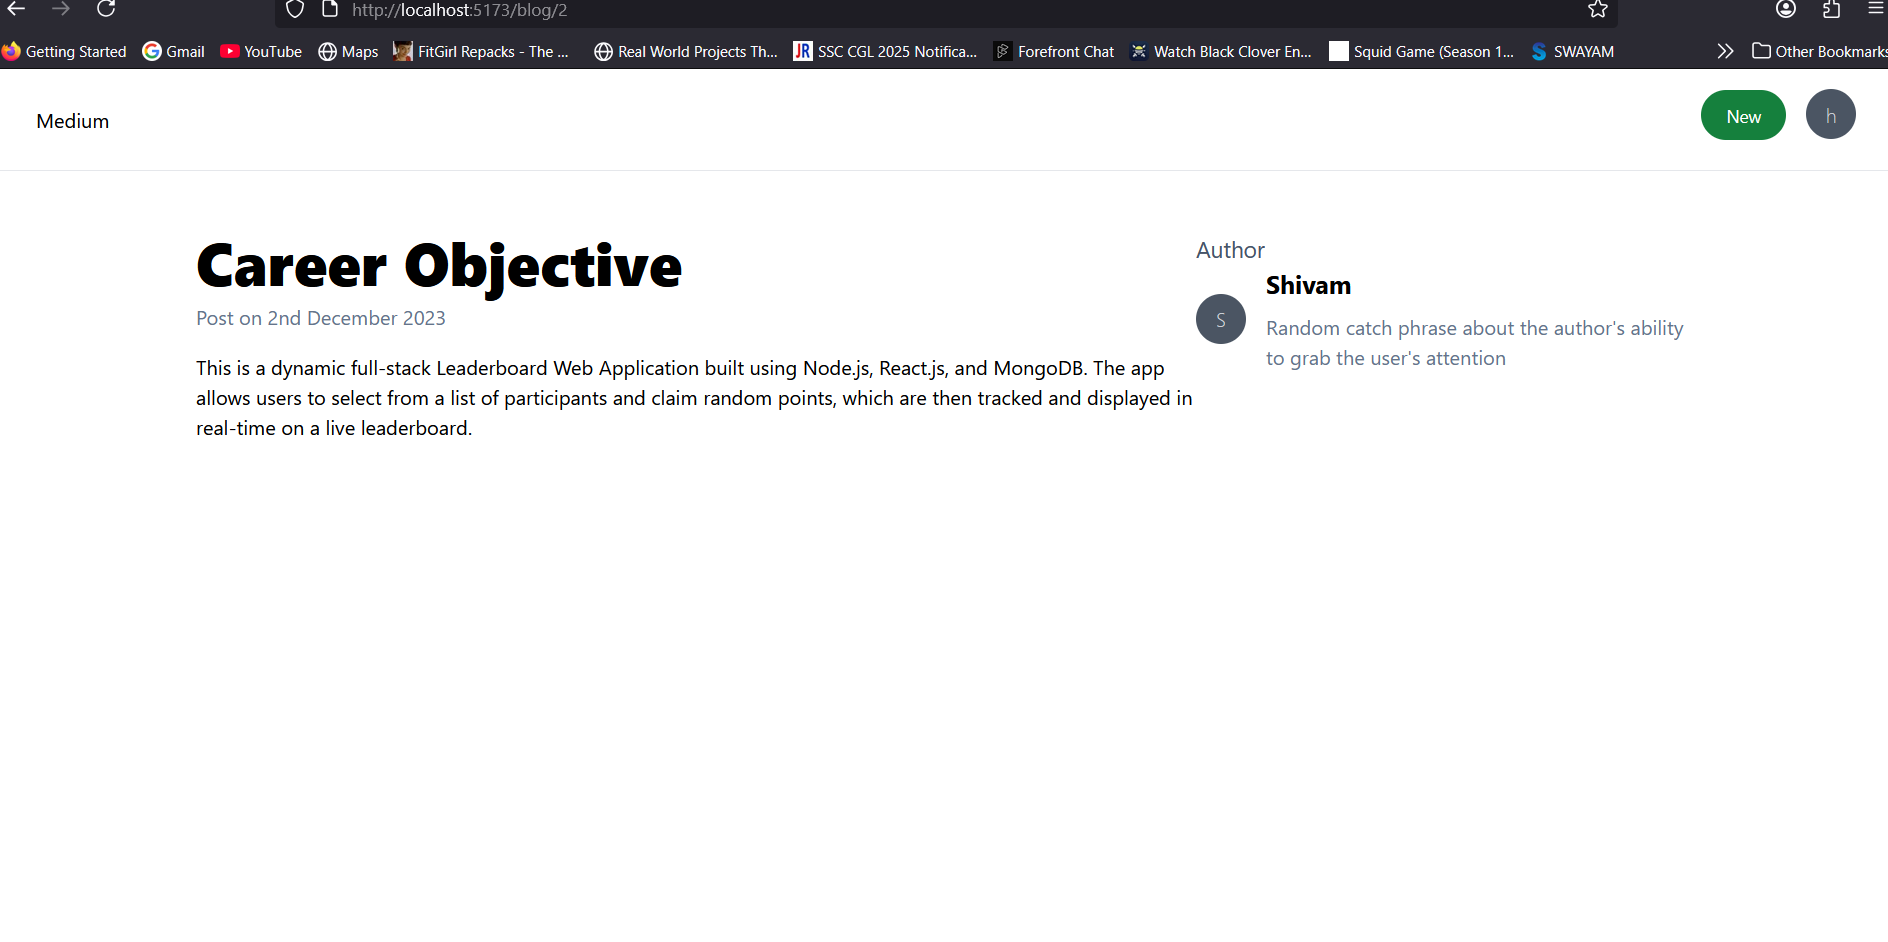 http://localhost:5173/blog/2
Getting Started Gmail YouTube Maps FitGirl Repacks - The ... Real World Projects Th... JR SSC CGL 2025 Notifica... Forefront Chat Watch Black Clover En... Squid Game (Season 1... S SWAYAM Other Bookmarks
Medium New h
Career Objective
Post on 2nd December 2023
This is a dynamic full-stack Leaderboard Web Application built using Node.js, React.js, and MongoDB. The app
allows users to select from a list of participants and claim random points, which are then tracked and displayed in
real-time on a live leaderboard.
Author
Shivam
S
Random catch phrase about the author's ability
to grab the user's attention